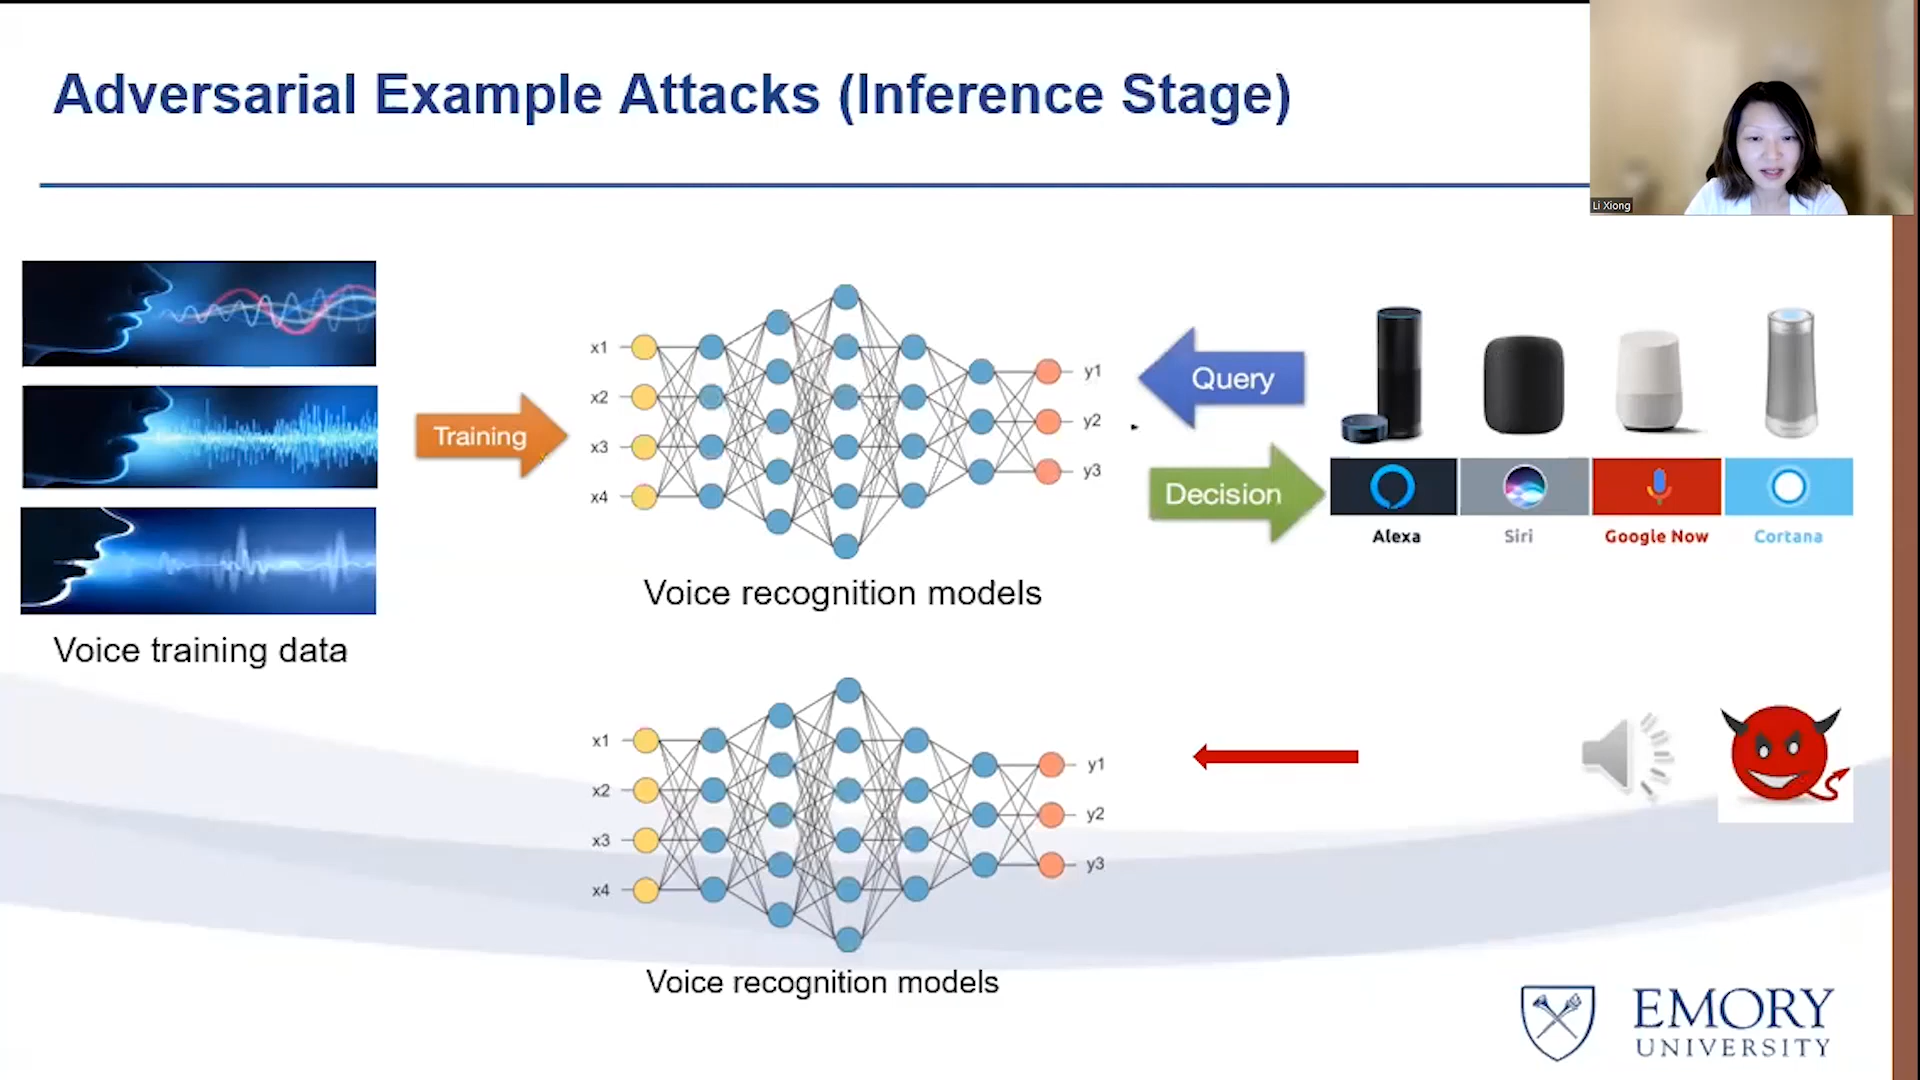 Adversarial Example Attacks (Inference Stage)
Li Xiong
x1
x2
x3
x4
y1
y2
y3
Training
Query
Decision
Alexa
Siri
Google Now
Cortana
Voice recognition models
Voice training data
x1
x2
x3
x4
y1
y2
y3
Voice recognition models
EMORY
UNIVERSITY